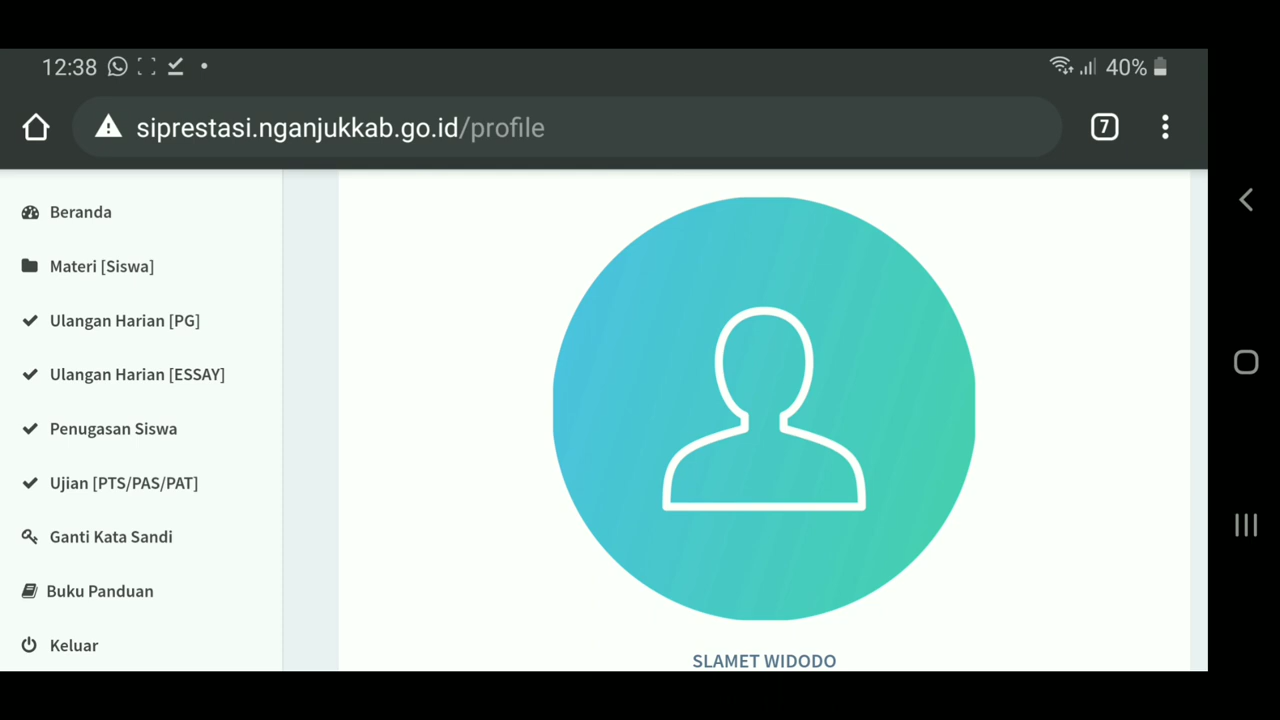 12:38
40%
siprestasi.nganjukkab.go.id/profile
7
Beranda
Materi [Siswa]
Ulangan Harian [PG]
Ulangan Harian [ESSAY]
Penugasan Siswa
Ujian [PTS/PAS/PAT]
Ganti Kata Sandi
Buku Panduan
Keluar
SLAMET WIDODO